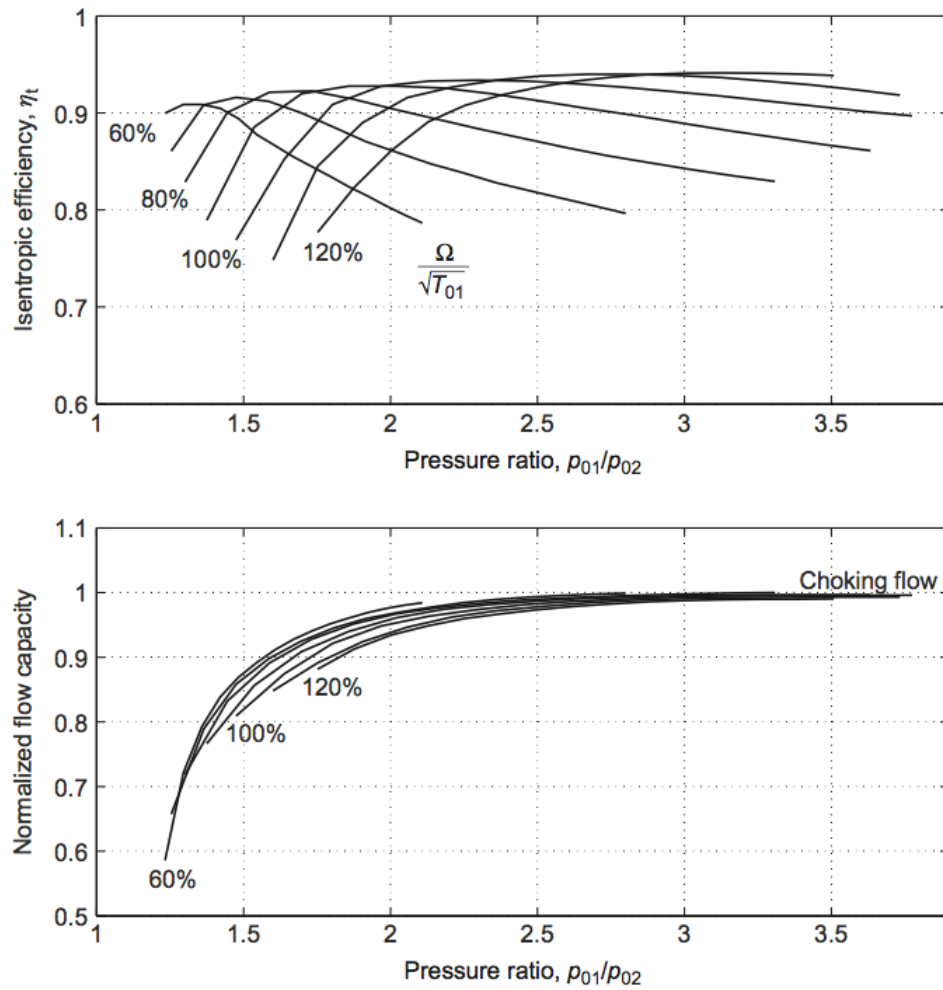 1
0.9
0.8
0.7
0.6
Isentropic efficiency, ηt
60%
80%
100%
120%
Ω
√T01
1 1.5 2 2.5 3 3.5
Pressure ratio, p01/p02
1.1
1
0.9
0.8
0.7
0.6
0.5
Normalized flow capacity
Choking flow
120%
100%
60%
1 1.5 2 2.5 3 3.5
Pressure ratio, p01/p02